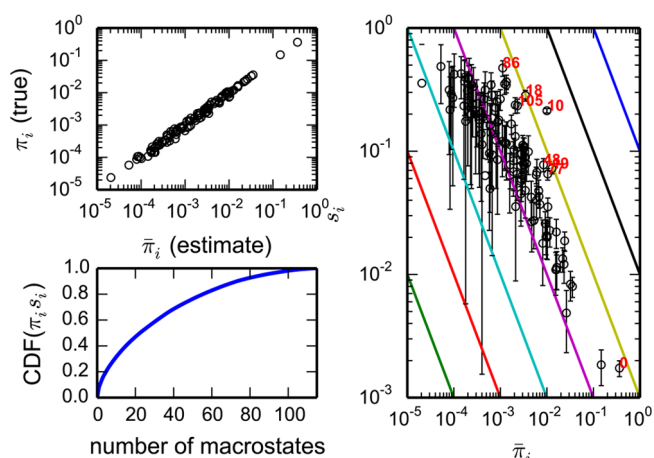 10⁰
10⁻¹
10⁻²
10⁻³
10⁻⁴
10⁻⁵
π_i (true)
10⁻⁵ 10⁻⁴ 10⁻³ 10⁻² 10⁻¹ 10⁰
π̄_i (estimate)
1.0
0.8
0.6
0.4
0.2
0.0
CDF(π_i s_i)
0 20 40 60 80 100
number of macrostates
s_i
10⁰
10⁻¹
10⁻²
10⁻³
86
18
105
10
0
10⁻⁵ 10⁻⁴ 10⁻³ 10⁻² 10⁻¹ 10⁰
π̄_i